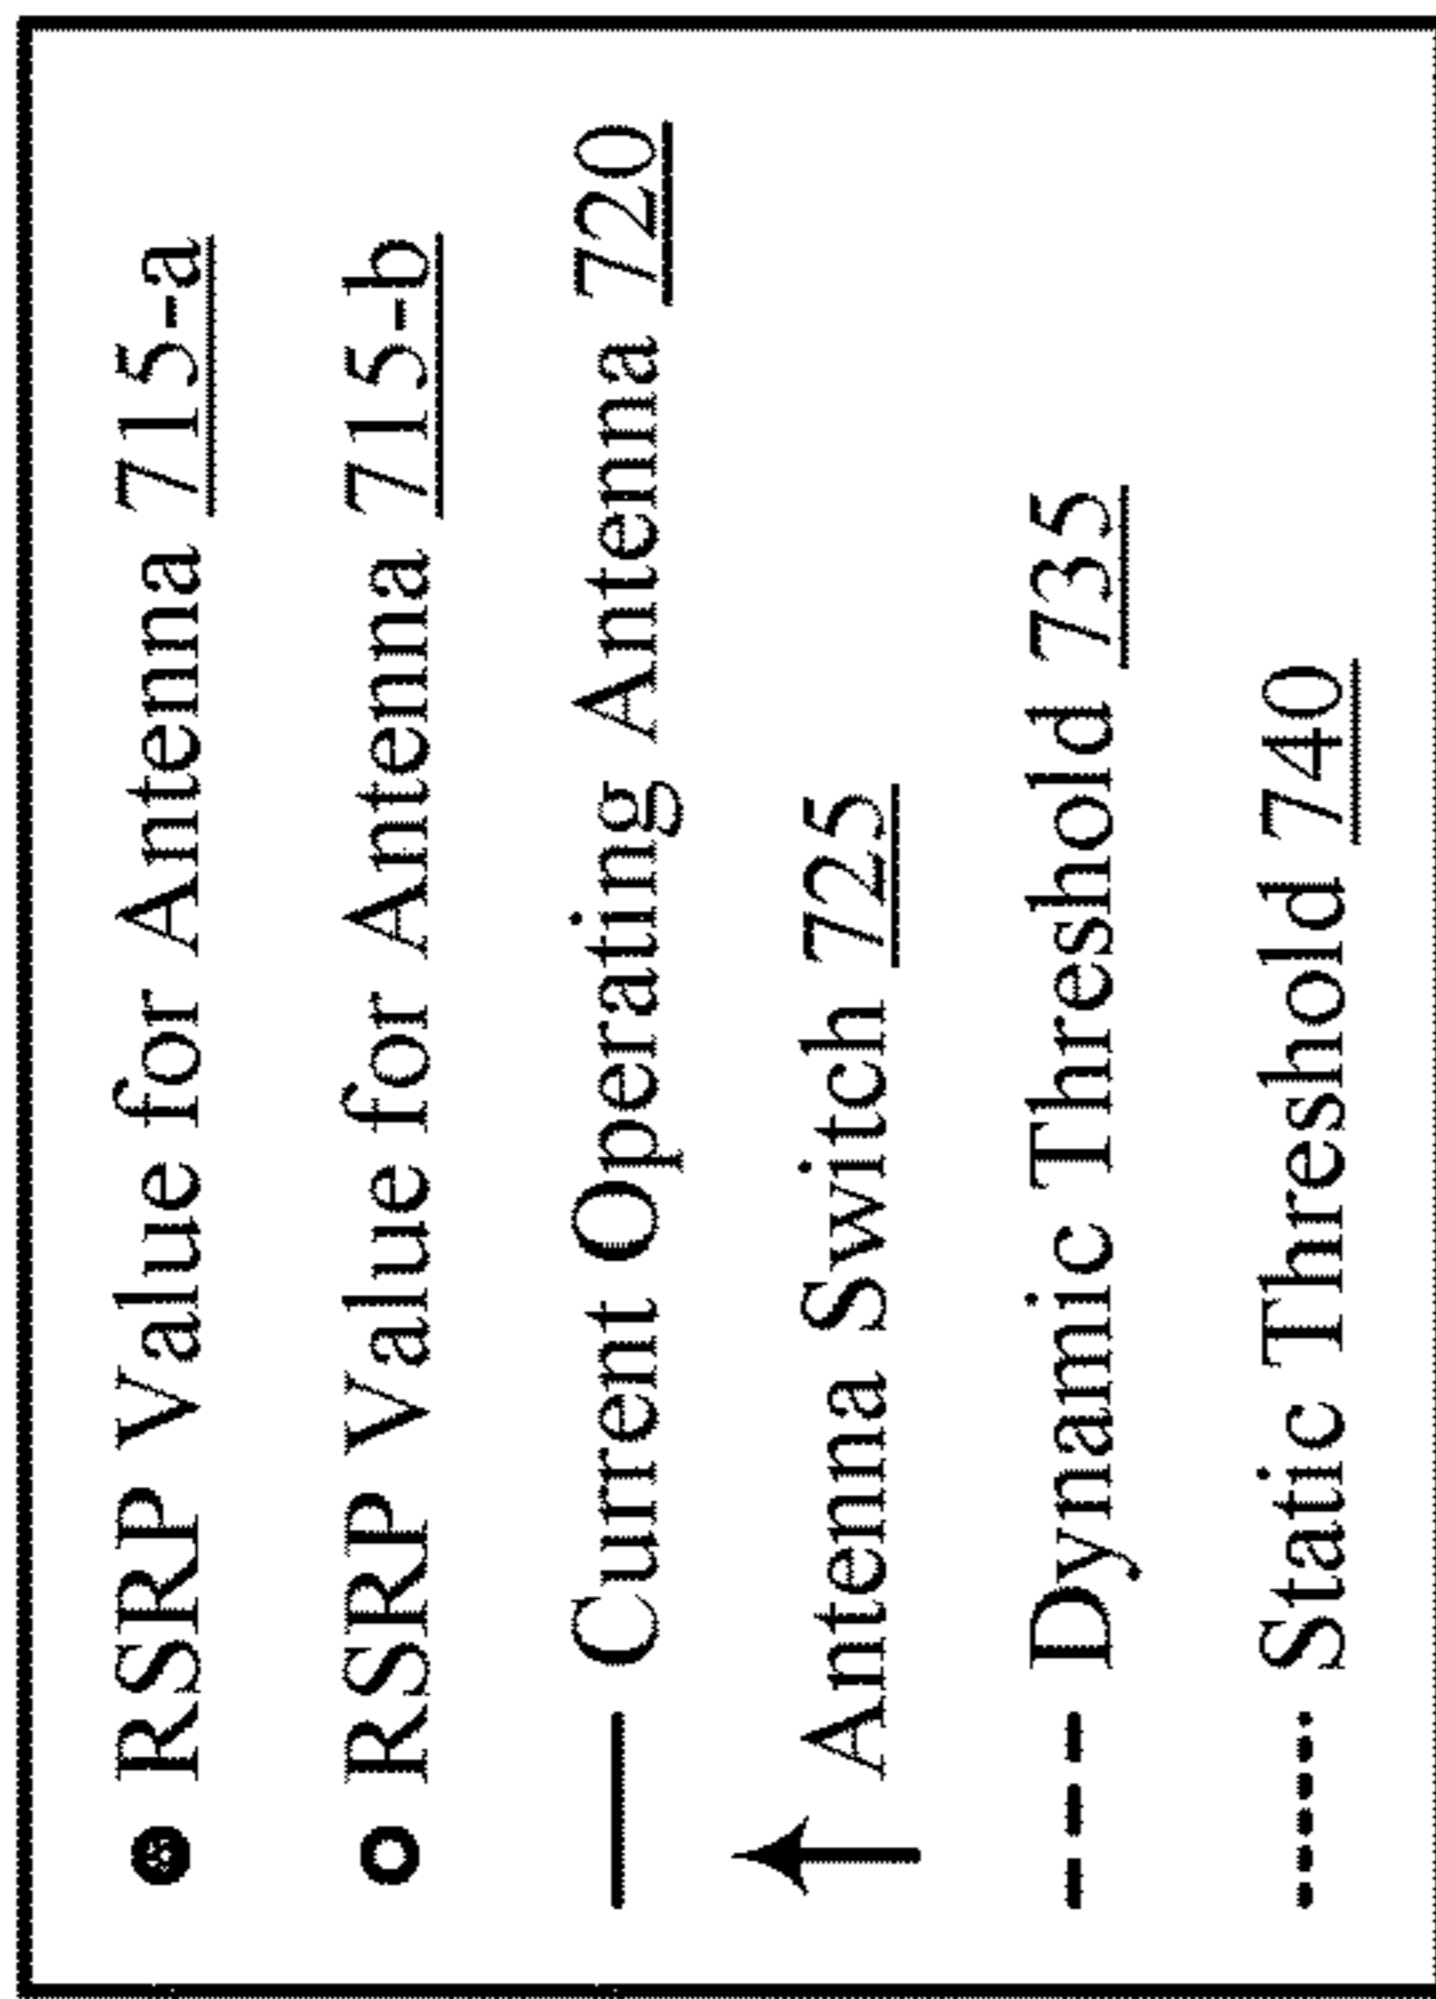 RSRP Value for Antenna 715-a
RSRP Value for Antenna 715-b
Current Operating Antenna 720
Antenna Switch 725
Dynamic Threshold 735
Static Threshold 740